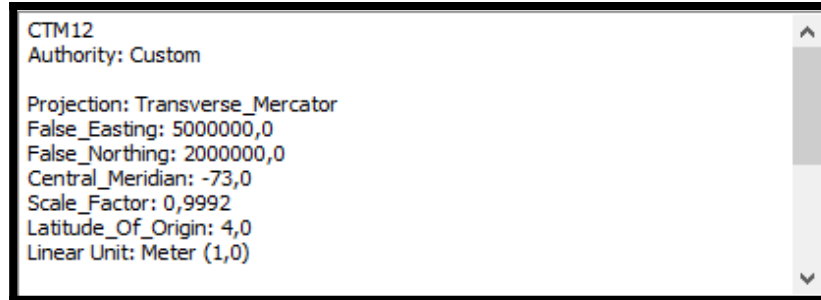 CTM12
Authority: Custom
Projection: Transverse_Mercator
False_Easting: 5000000,0
False_Northing: 2000000,0
Central_Meridian: -73,0
Scale_Factor: 0,9992
Latitude_Of_Origin: 4,0
Linear Unit: Meter (1,0)